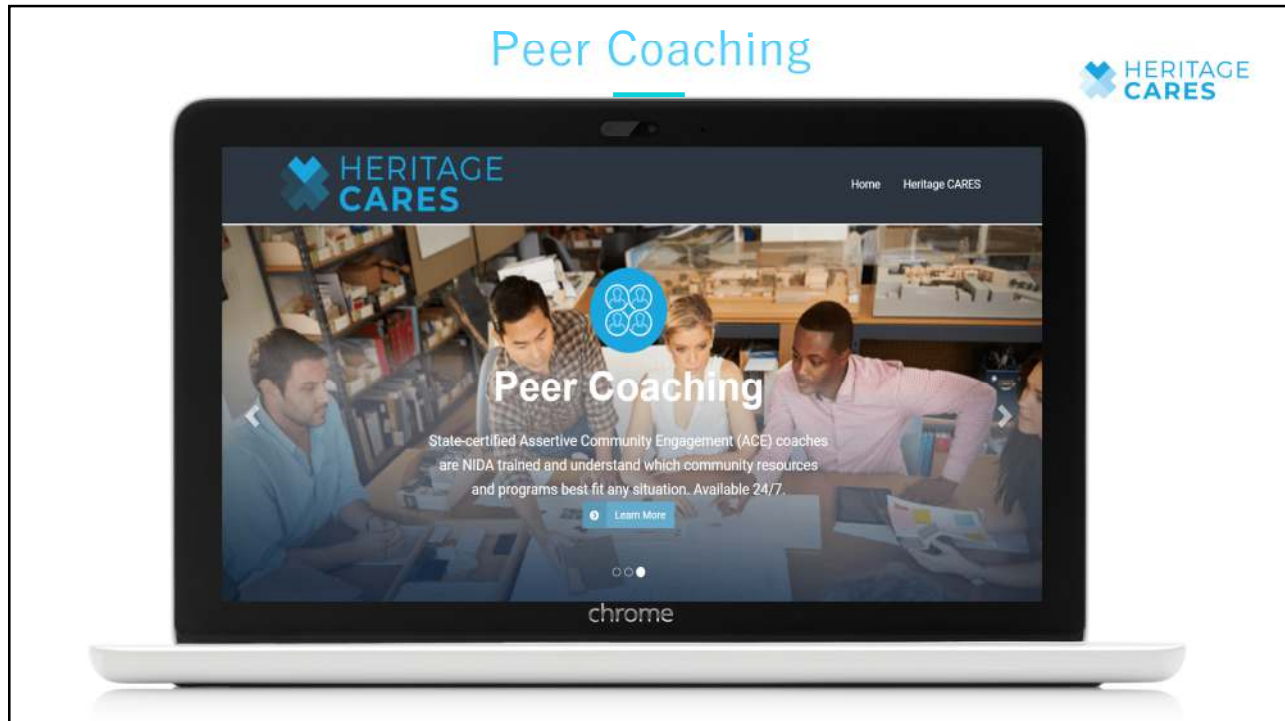 Peer Coaching
HERITAGE
CARES
HERITAGE
CARES
Home Heritage CARES
Peer Coaching
State-certified Assertive Community Engagement (ACE) coaches
are NIDA trained and understand which community resources
and programs best fit any situation. Available 24/7.
Learn More
chrome